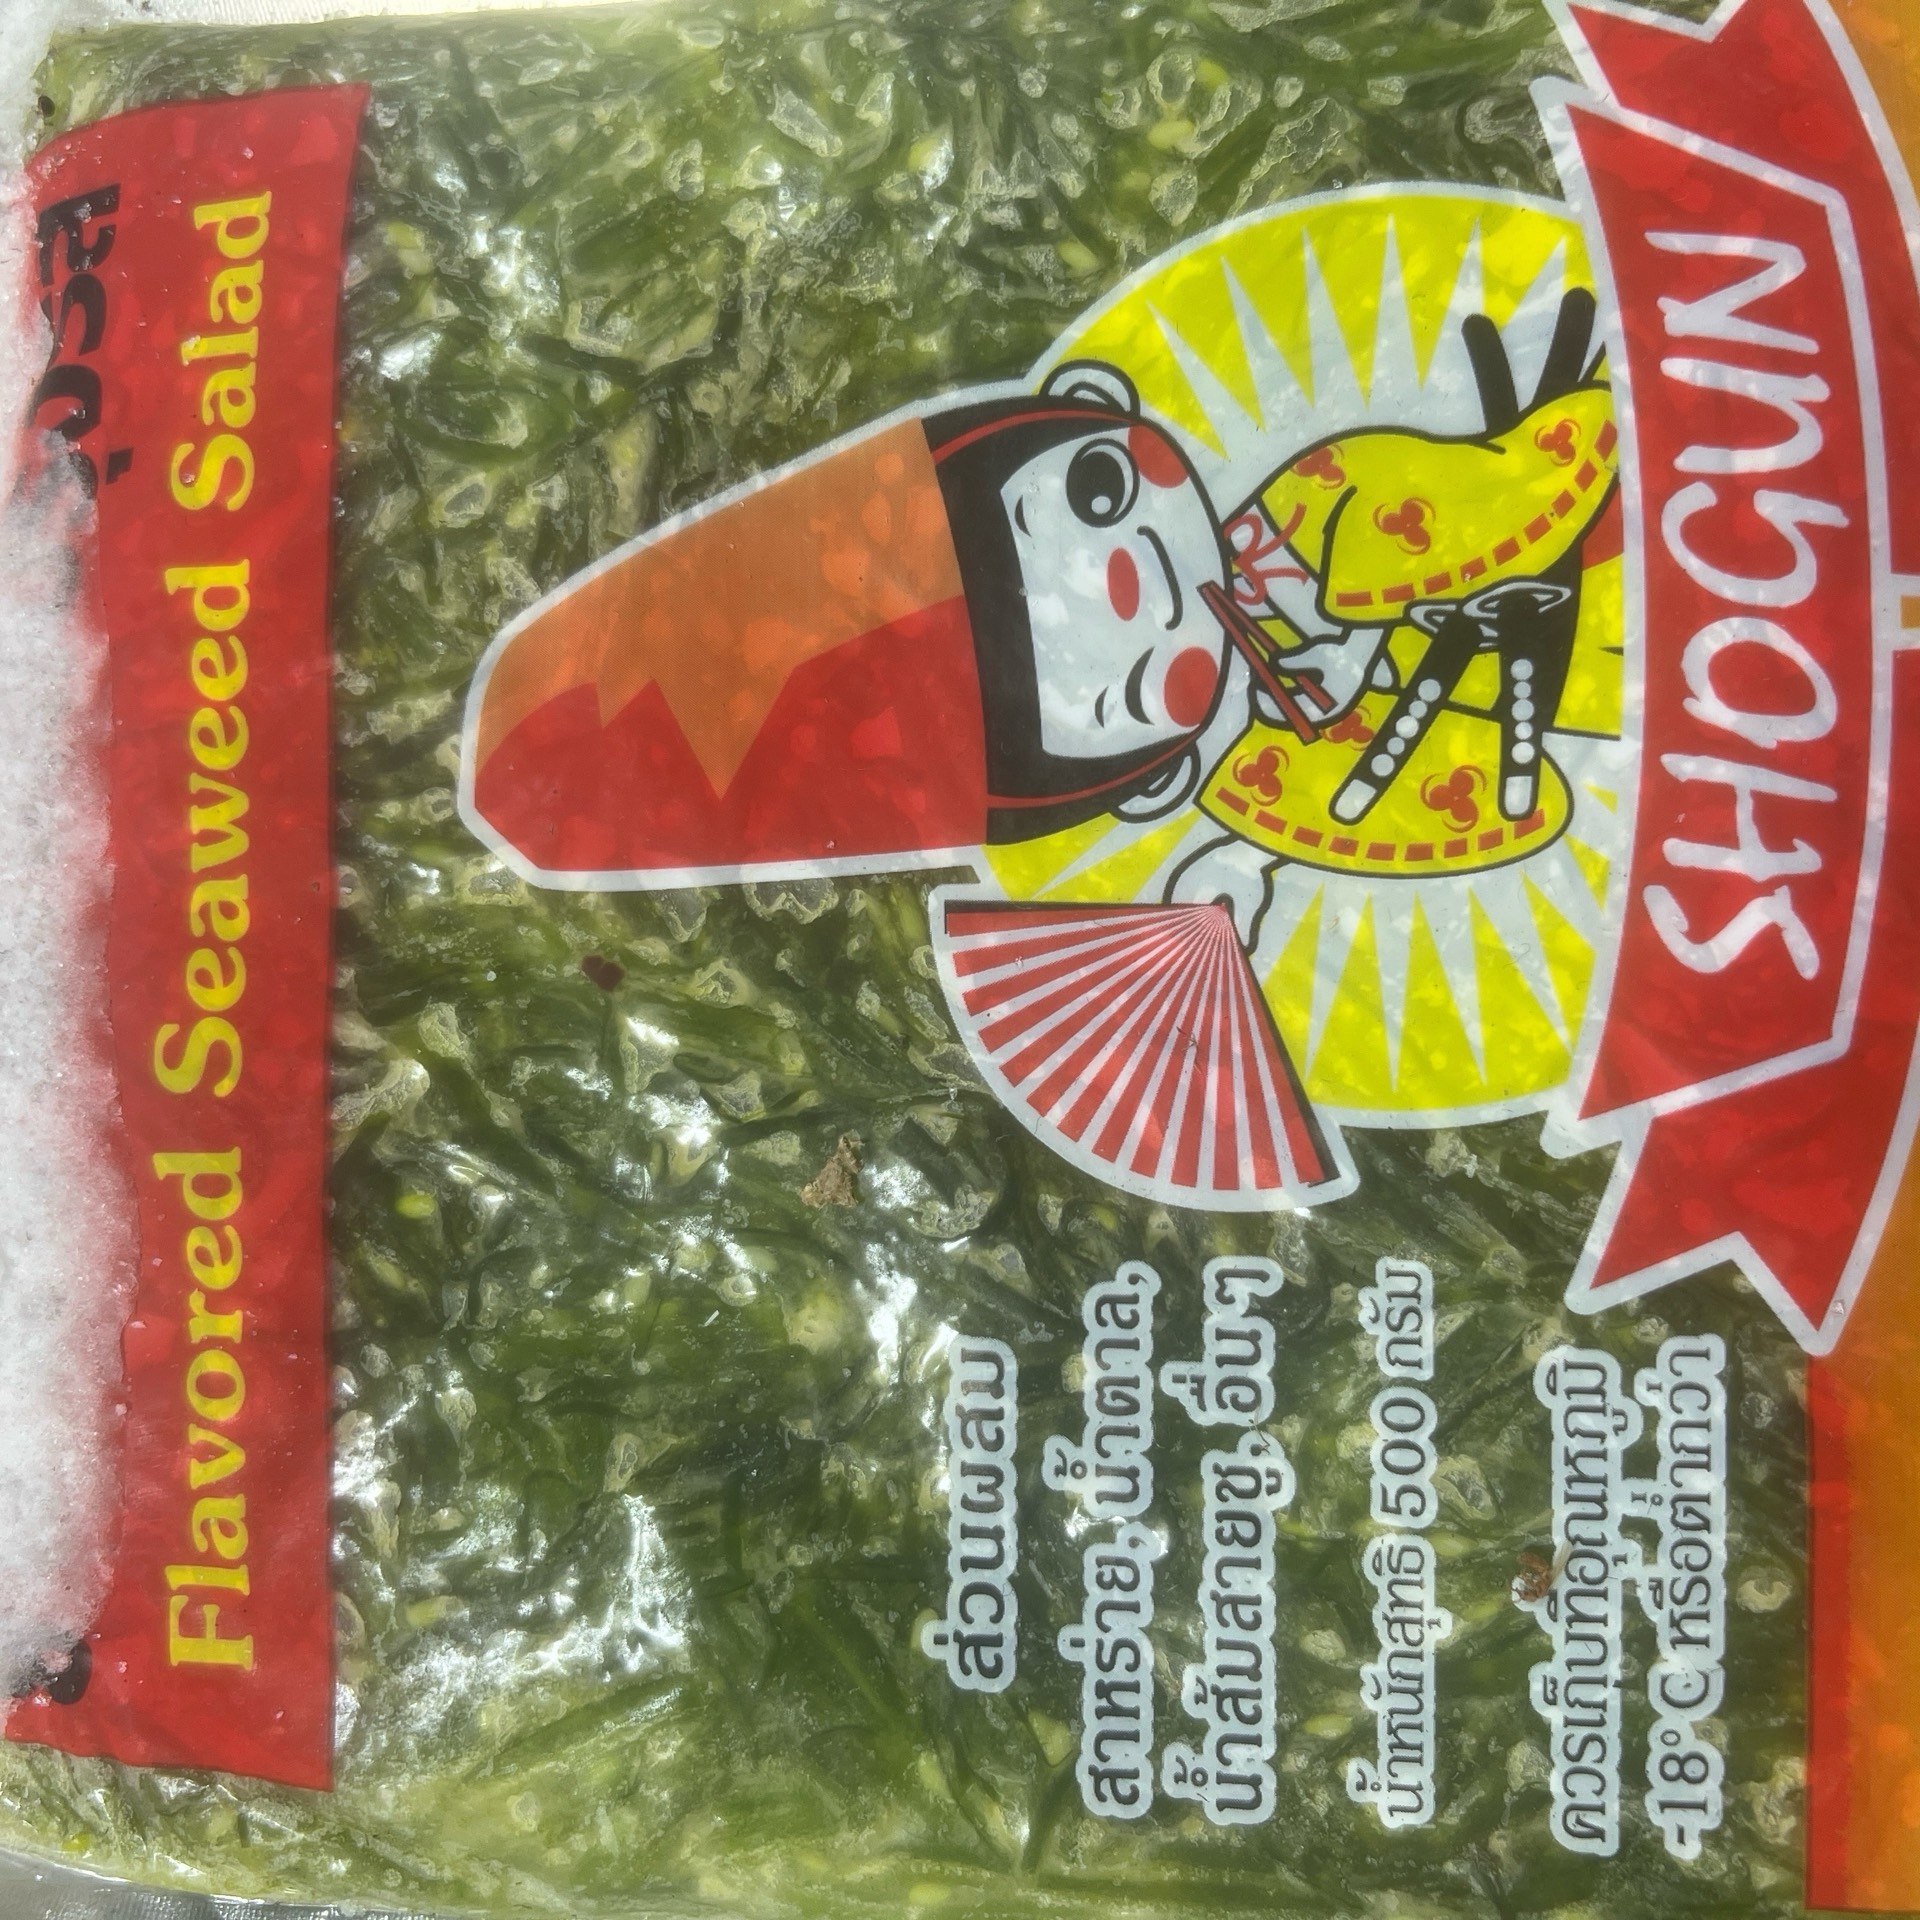 Flavored Seaweed Salad
SHOGUN
ส่วนผสม
สาหร่าย, น้ำตาล,
น้ำส้มสายชู, อื่นๆ
น้ำหนักสุทธิ 500 กรัม
ควรเก็บที่อุณหภูมิ
-18°C หรือต่ำกว่า